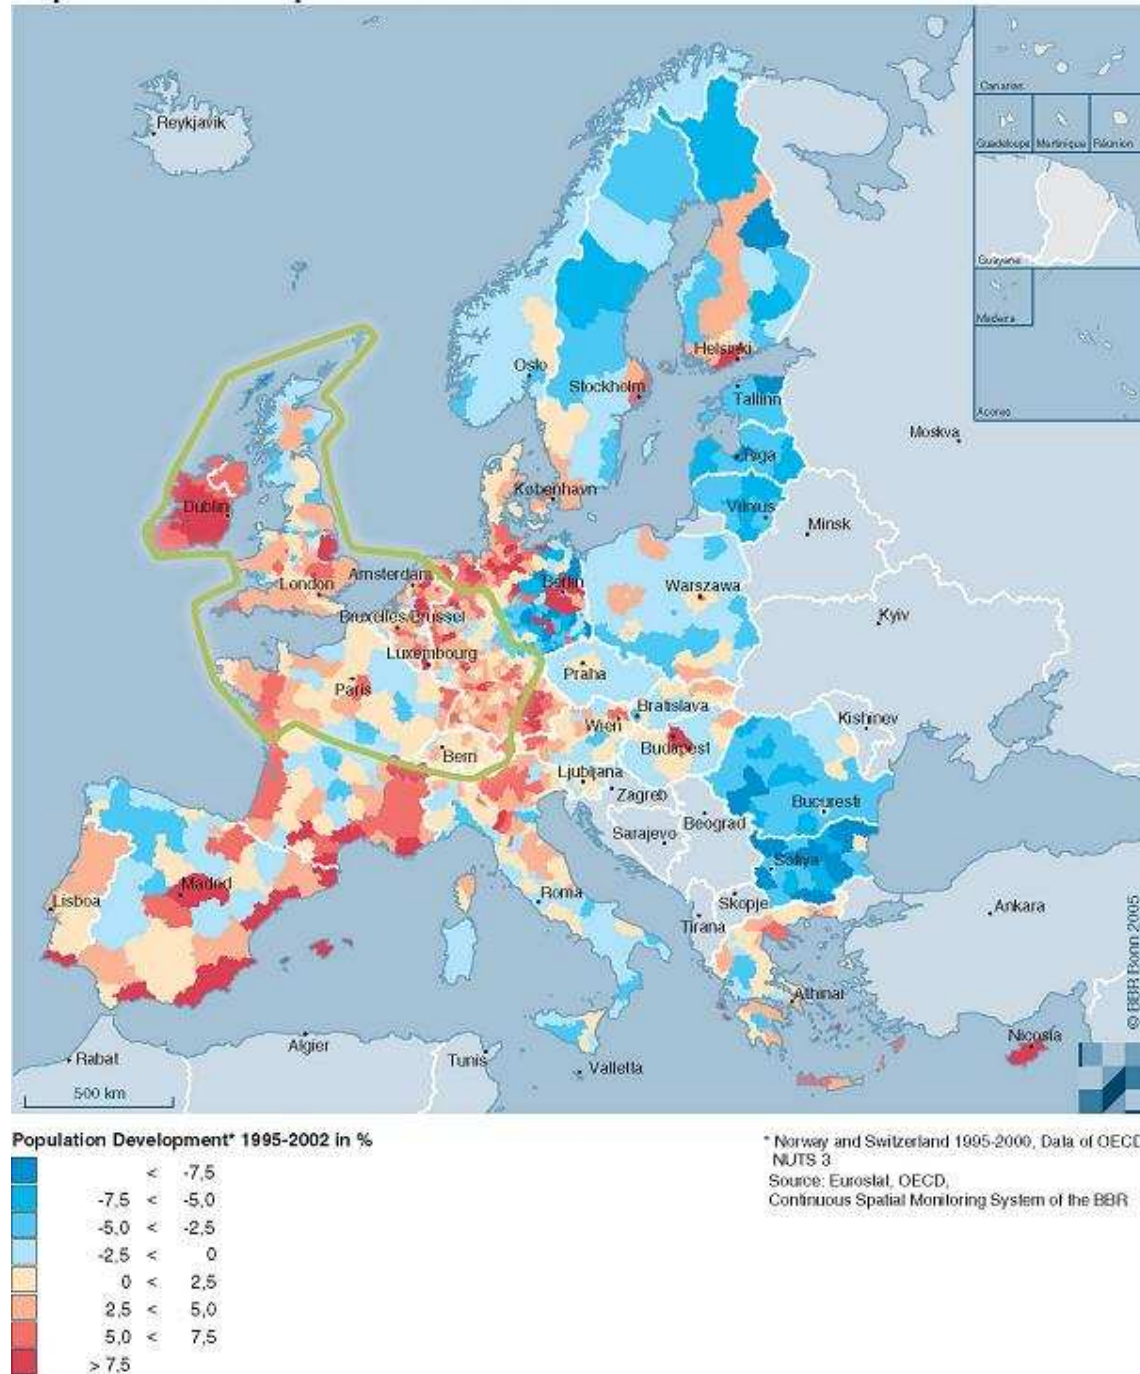 Reykjavik
Canarias
Guadeloupe
Martinique
Réunion
Guayane
Madeira
Acores
Oslo
Helsinki
Stockholm
Tallinn
Moskva
Riga
København
Dublin
Vilnius
Minsk
London
Amsterdam
Berlin
Warszawa
Kyiv
Bruxelles/Brussel
Luxembourg
Praha
Paris
Bratislava
Wien
Kishinev
Bern
Budapest
Ljubljana
Zagreb
Bucuresti
Sarajevo
Beograd
Sofiya
Madrid
Lisboa
Roma
Skopje
Tirana
Ankara
Athinai
Nicosia
Rabat
Algier
Tunis
Valletta
500 km
© BBR Bonn 2005
Population Development* 1995-2002 in %
< -7,5
-7,5 < -5,0
-5,0 < -2,5
-2,5 < 0
0 < 2,5
2,5 < 5,0
5,0 < 7,5
> 7,5
* Norway and Switzerland 1995-2000, Data of OECD
NUTS 3
Source: Eurostat, OECD,
Continuous Spatial Monitoring System of the BBR